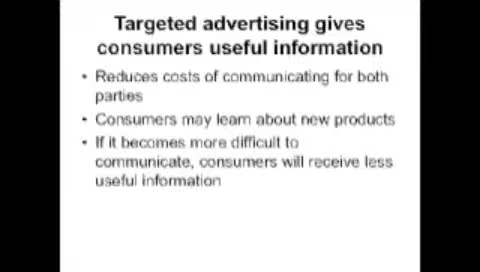 Targeted advertising gives
consumers useful information
• Reduces costs of communicating for both
parties
• Consumers may learn about new products
• If it becomes more difficult to
communicate, consumers will receive less
useful information